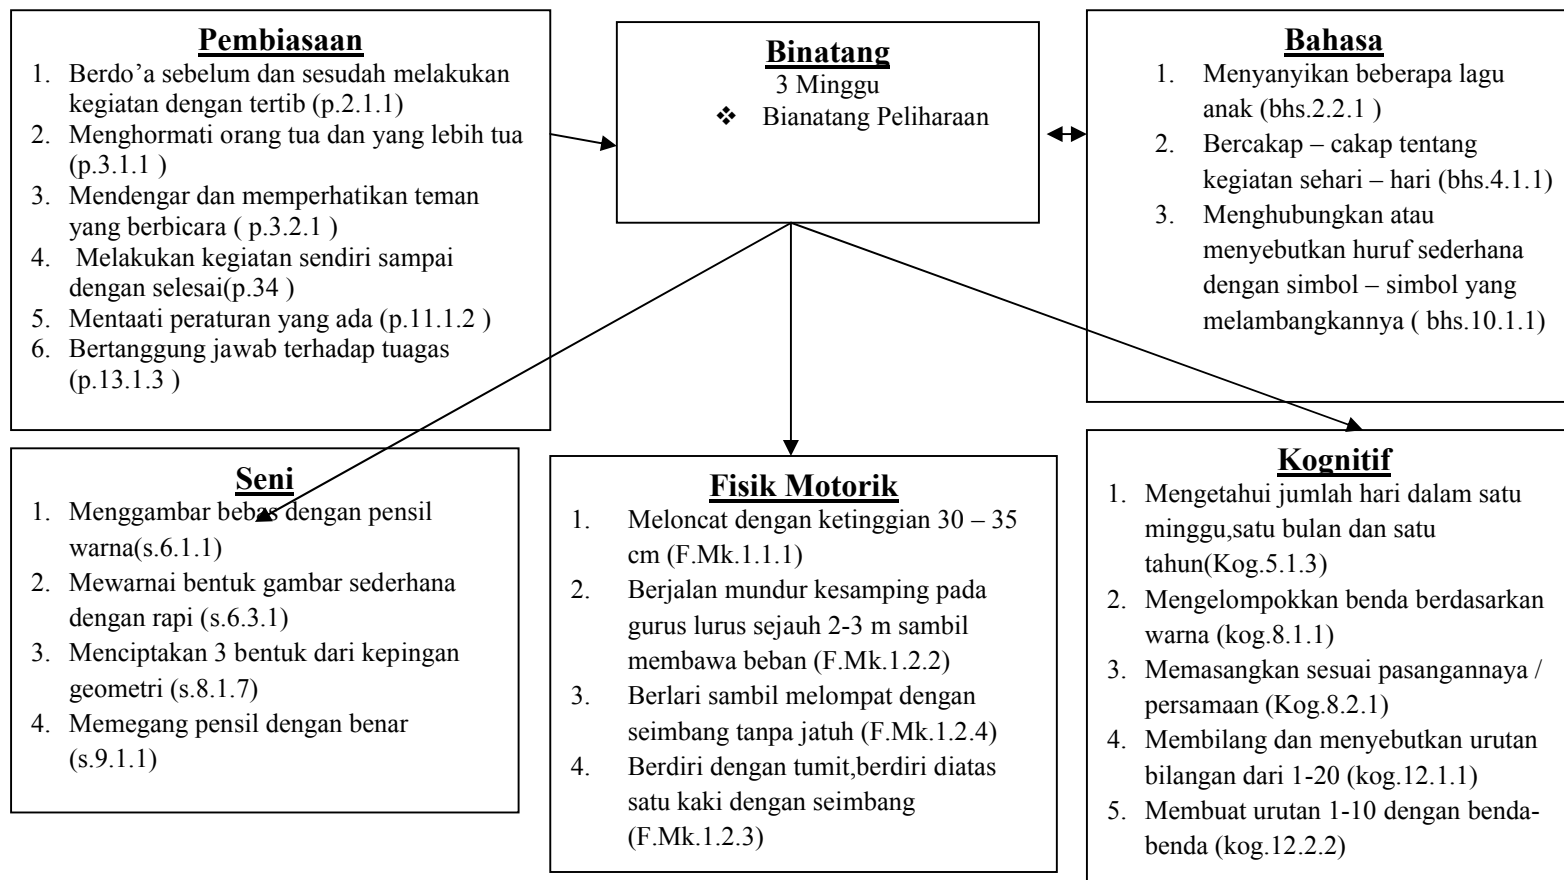 Pembiasaan
1. Berdo’a sebelum dan sesudah melakukan
kegiatan dengan tertib (p.2.1.1)
2. Menghormati orang tua dan yang lebih tua
(p.3.1.1 )
3. Mendengar dan memperhatikan teman
yang berbicara ( p.3.2.1 )
4. Melakukan kegiatan sendiri sampai
dengan selesai(p.34 )
5. Mentaati peraturan yang ada (p.11.1.2 )
6. Bertanggung jawab terhadap tuagas
(p.13.1.3 )
Binatang
3 Minggu
❖ Bianatang Peliharaan
Bahasa
1. Menyanyikan beberapa lagu
anak (bhs.2.2.1 )
2. Bercakap – cakap tentang
kegiatan sehari – hari (bhs.4.1.1)
3. Menghubungkan atau
menyebutkan huruf sederhana
dengan simbol – simbol yang
melambangkannya ( bhs.10.1.1)
Seni
1. Menggambar bebas dengan pensil
warna(s.6.1.1)
2. Mewarnai bentuk gambar sederhana
dengan rapi (s.6.3.1)
3. Menciptakan 3 bentuk dari kepingan
geometri (s.8.1.7)
4. Memegang pensil dengan benar
(s.9.1.1)
Fisik Motorik
1. Meloncat dengan ketinggian 30 – 35
cm (F.Mk.1.1.1)
2. Berjalan mundur kesamping pada
gurus lurus sejauh 2-3 m sambil
membawa beban (F.Mk.1.2.2)
3. Berlari sambil melompat dengan
seimbang tanpa jatuh (F.Mk.1.2.4)
4. Berdiri dengan tumit,berdiri diatas
satu kaki dengan seimbang
(F.Mk.1.2.3)
Kognitif
1. Mengetahui jumlah hari dalam satu
minggu,satu bulan dan satu
tahun(Kog.5.1.3)
2. Mengelompokkan benda berdasarkan
warna (kog.8.1.1)
3. Memasangkan sesuai pasangannaya /
persamaan (Kog.8.2.1)
4. Membilang dan menyebutkan urutan
bilangan dari 1-20 (kog.12.1.1)
5. Membuat urutan 1-10 dengan benda-
benda (kog.12.2.2)